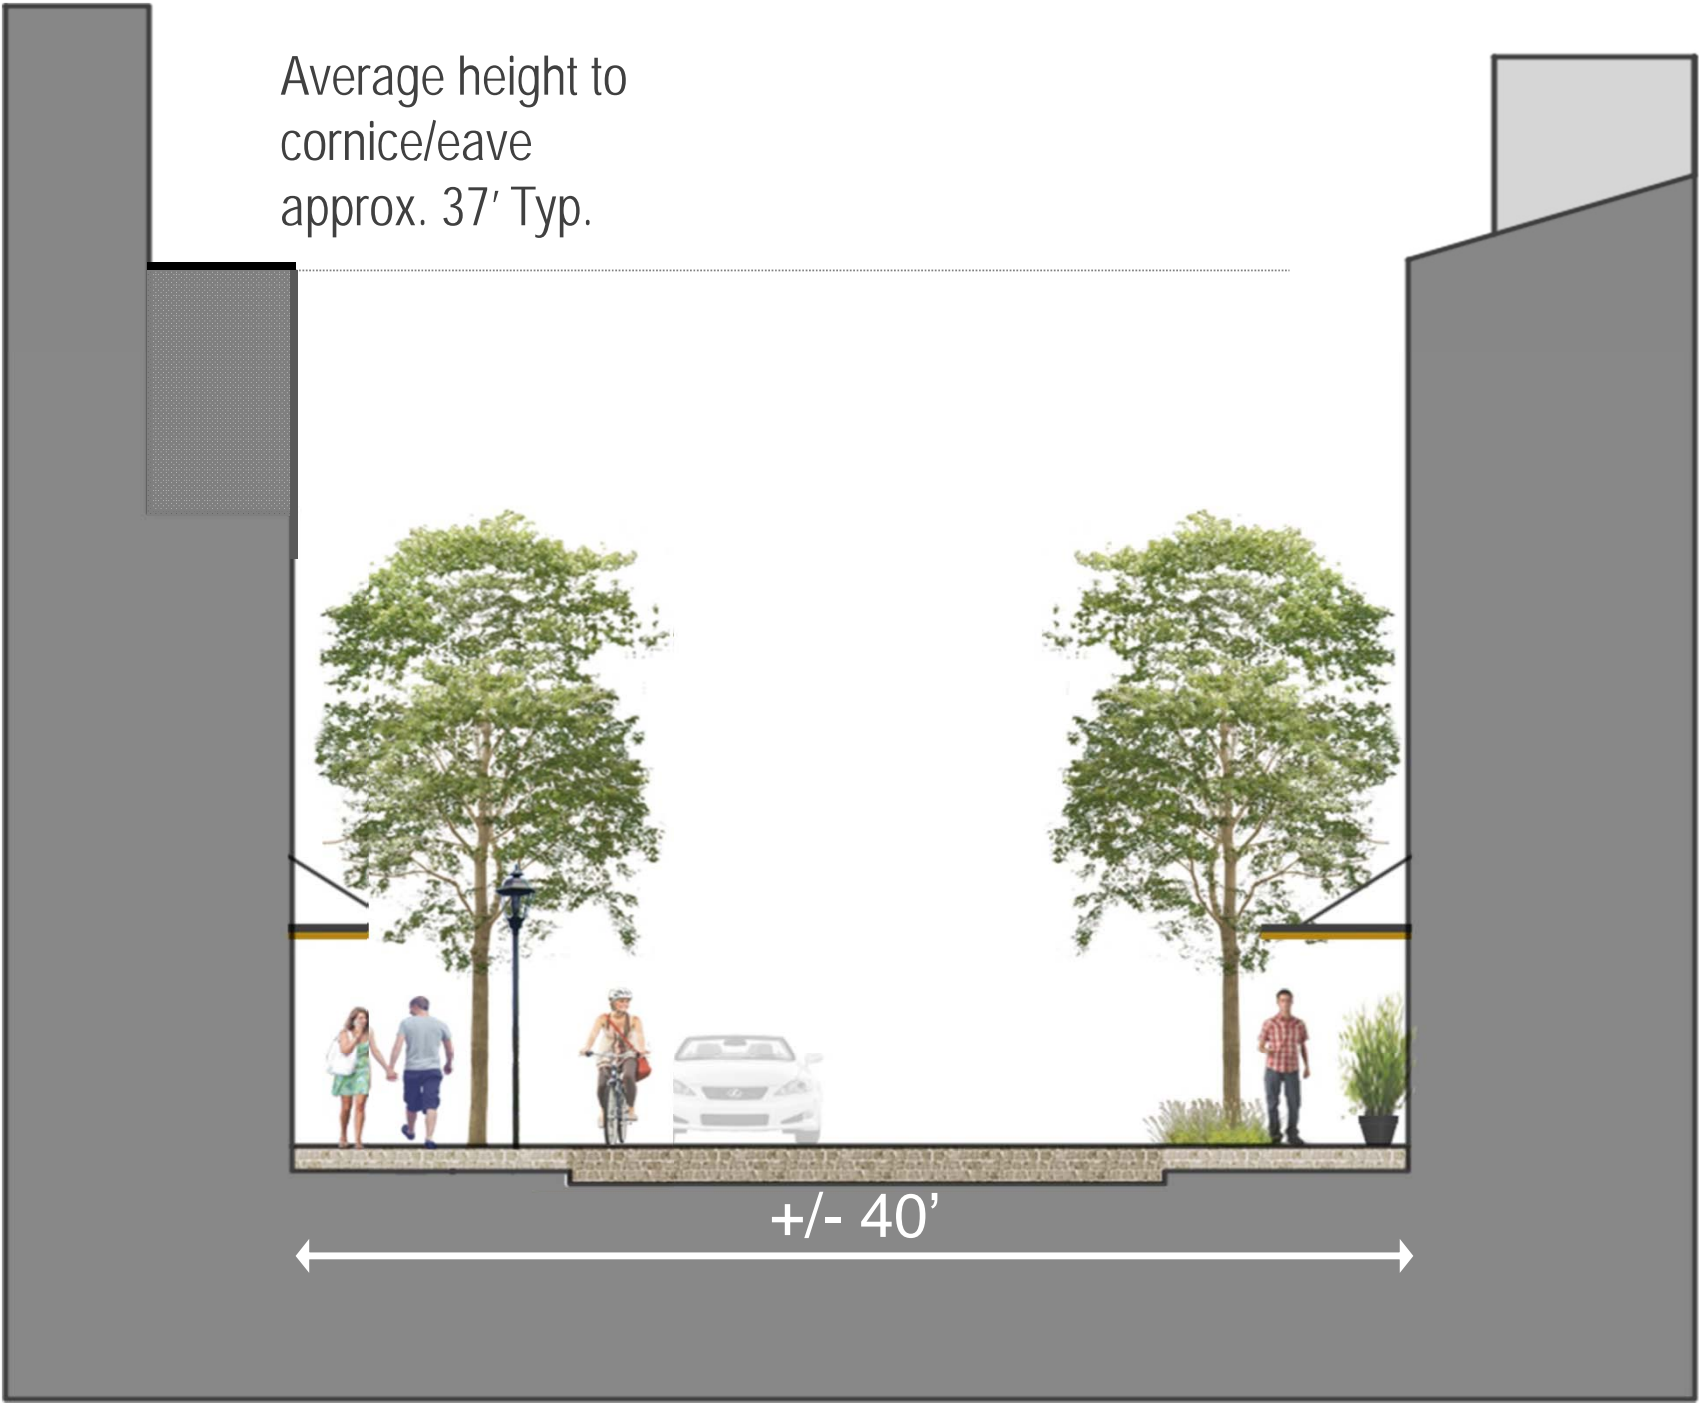 Average height to
cornice/eave
approx. 37' Typ.
+/- 40’